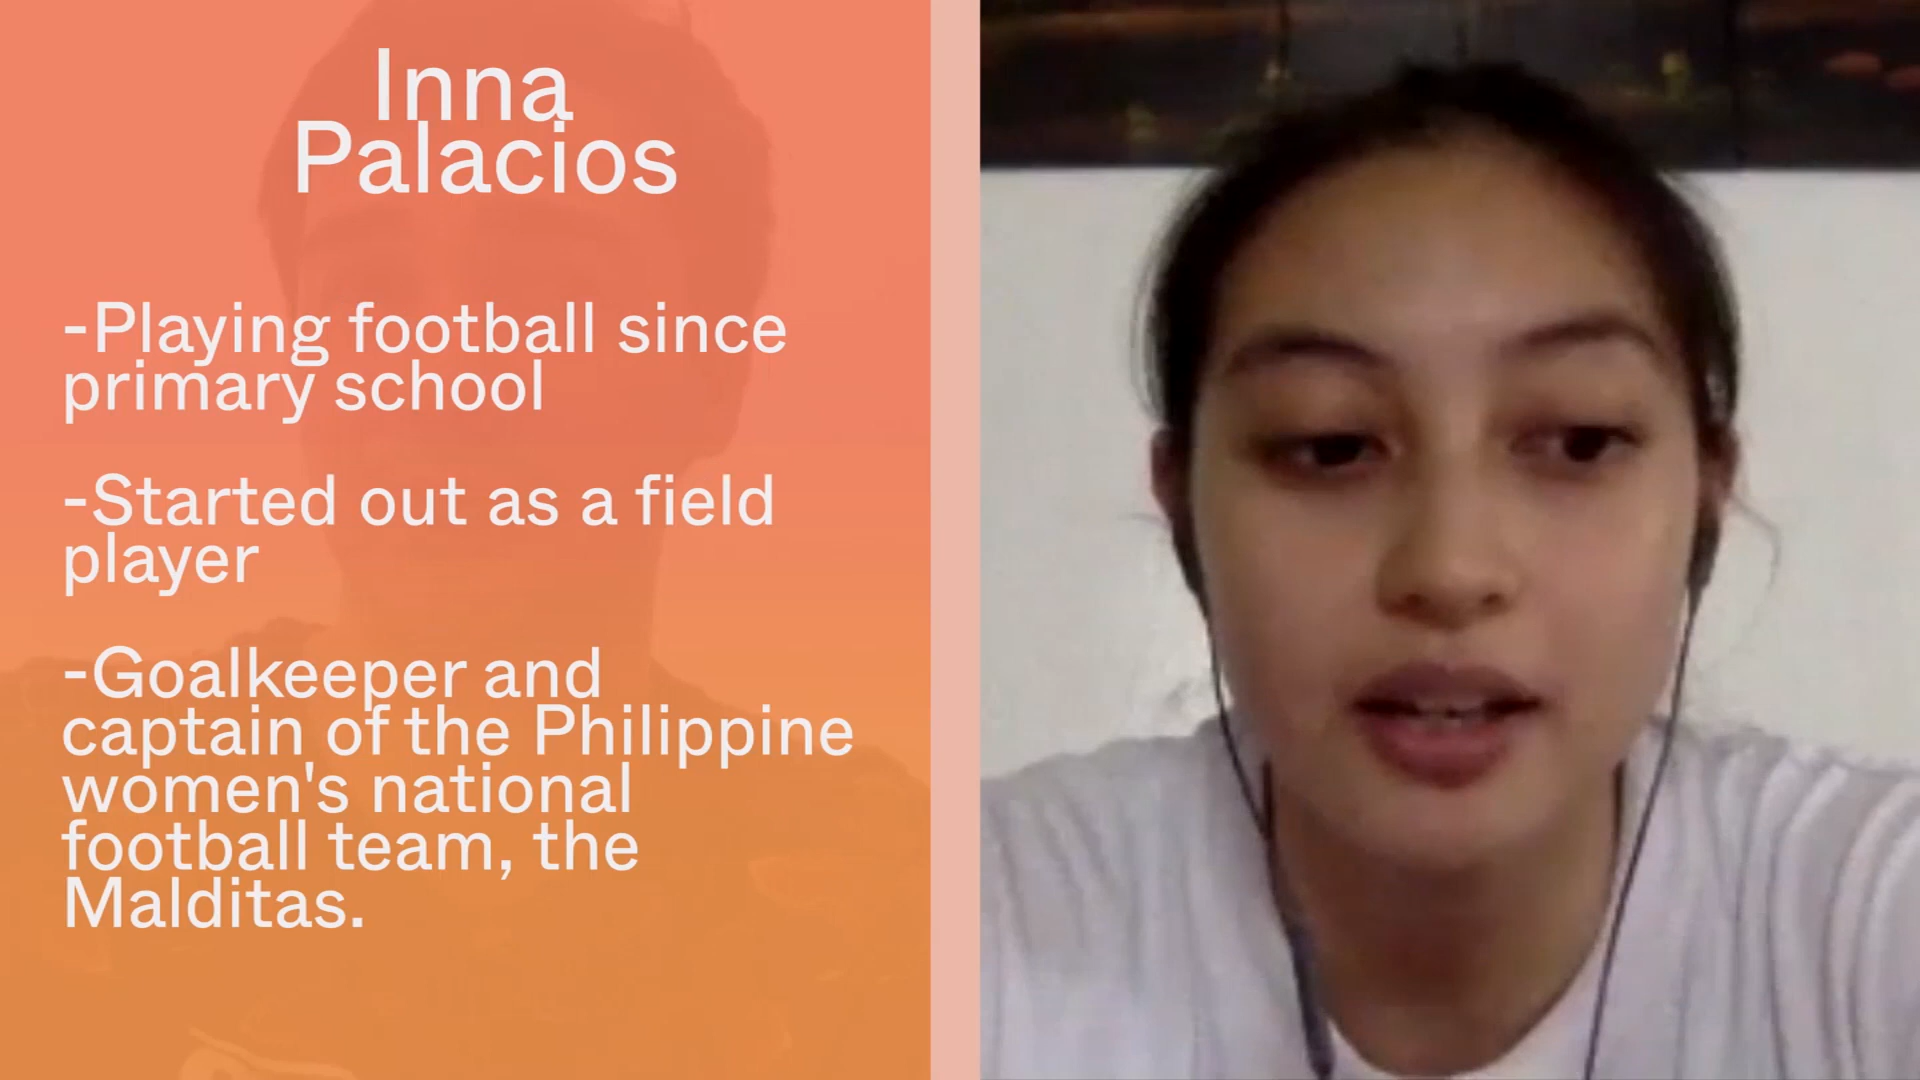 Inna
Palacios
-Playing football since
primary school
-Started out as a field
player
-Goalkeeper and
captain of the Philippine
women's national
football team, the
Malditas.